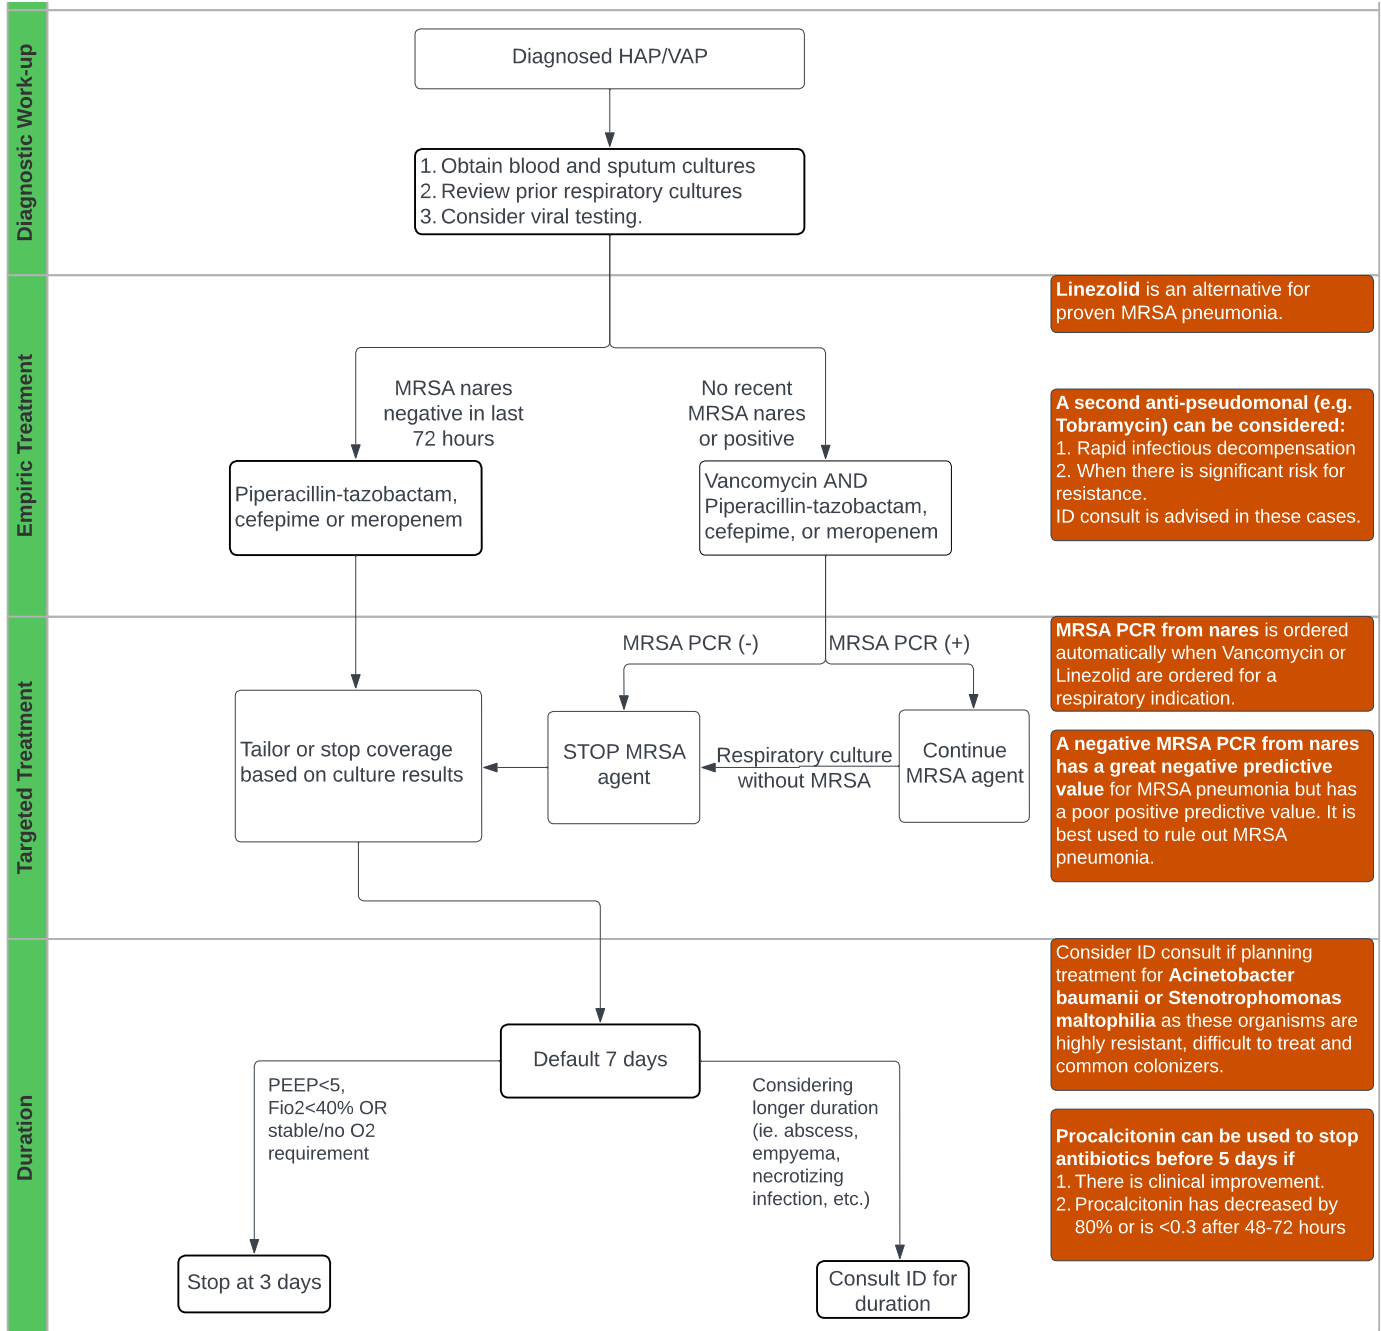 Diagnostic Work-up
Diagnosed HAP/VAP
1. Obtain blood and sputum cultures
2. Review prior respiratory cultures
3. Consider viral testing.
Empiric Treatment
MRSA nares
negative in last
72 hours
No recent
MRSA nares
or positive
Piperacillin-tazobactam,
cefepime or meropenem
Vancomycin AND
Piperacillin-tazobactam,
cefepime, or meropenem
Linezolid is an alternative for
proven MRSA pneumonia.
A second anti-pseudomonal (e.g.
Tobramycin) can be considered:
1. Rapid infectious decompensation
2. When there is significant risk for
resistance.
ID consult is advised in these cases.
Targeted Treatment
MRSA PCR (-)
MRSA PCR (+)
Tailor or stop coverage
based on culture results
STOP MRSA
agent
Respiratory culture
without MRSA
Continue
MRSA agent
MRSA PCR from nares is ordered
automatically when Vancomycin or
Linezolid are ordered for a
respiratory indication.
A negative MRSA PCR from nares
has a great negative predictive
value for MRSA pneumonia but has
a poor positive predictive value. It is
best used to rule out MRSA
pneumonia.
Duration
Default 7 days
PEEP<5,
Fio2<40% OR
stable/no O2
requirement
Considering
longer duration
(ie. abscess,
empyema,
necrotizing
infection, etc.)
Stop at 3 days
Consult ID for
duration
Consider ID consult if planning
treatment for Acinetobacter
baumanii or Stenotrophomonas
maltophilia as these organisms are
highly resistant, difficult to treat and
common colonizers.
Procalcitonin can be used to stop
antibiotics before 5 days if
1. There is clinical improvement.
2. Procalcitonin has decreased by
80% or is <0.3 after 48-72 hours